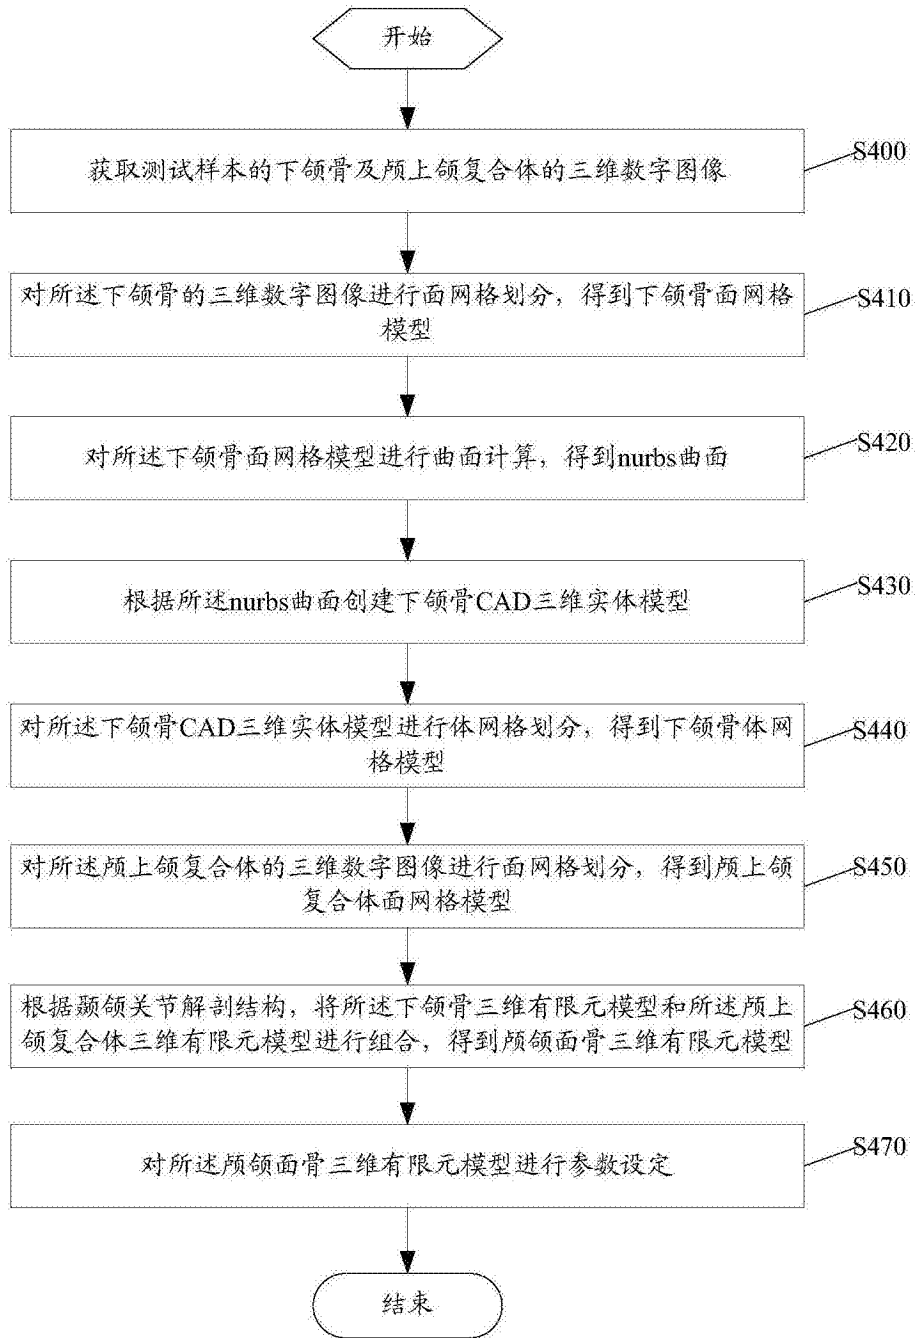 开始
获取测试样本的下颌骨及颅上颌复合体的三维数字图像
S400
对所述下颌骨的三维数字图像进行面网格划分，得到下颌骨面网格
模型
S410
对所述下颌骨面网格模型进行曲面计算，得到nurbs曲面
S420
根据所述nurbs曲面创建下颌骨CAD三维实体模型
S430
对所述下颌骨CAD三维实体模型进行体网格划分，得到下颌骨体网
格模型
S440
对所述颅上颌复合体的三维数字图像进行面网格划分，得到颅上颌
复合体面网格模型
S450
根据颞颌关节解剖结构，将所述下颌骨三维有限元模型和所述颅上
颌复合体三维有限元模型进行组合，得到颅颌面骨三维有限元模型
S460
对所述颅颌面骨三维有限元模型进行参数设定
S470
结束